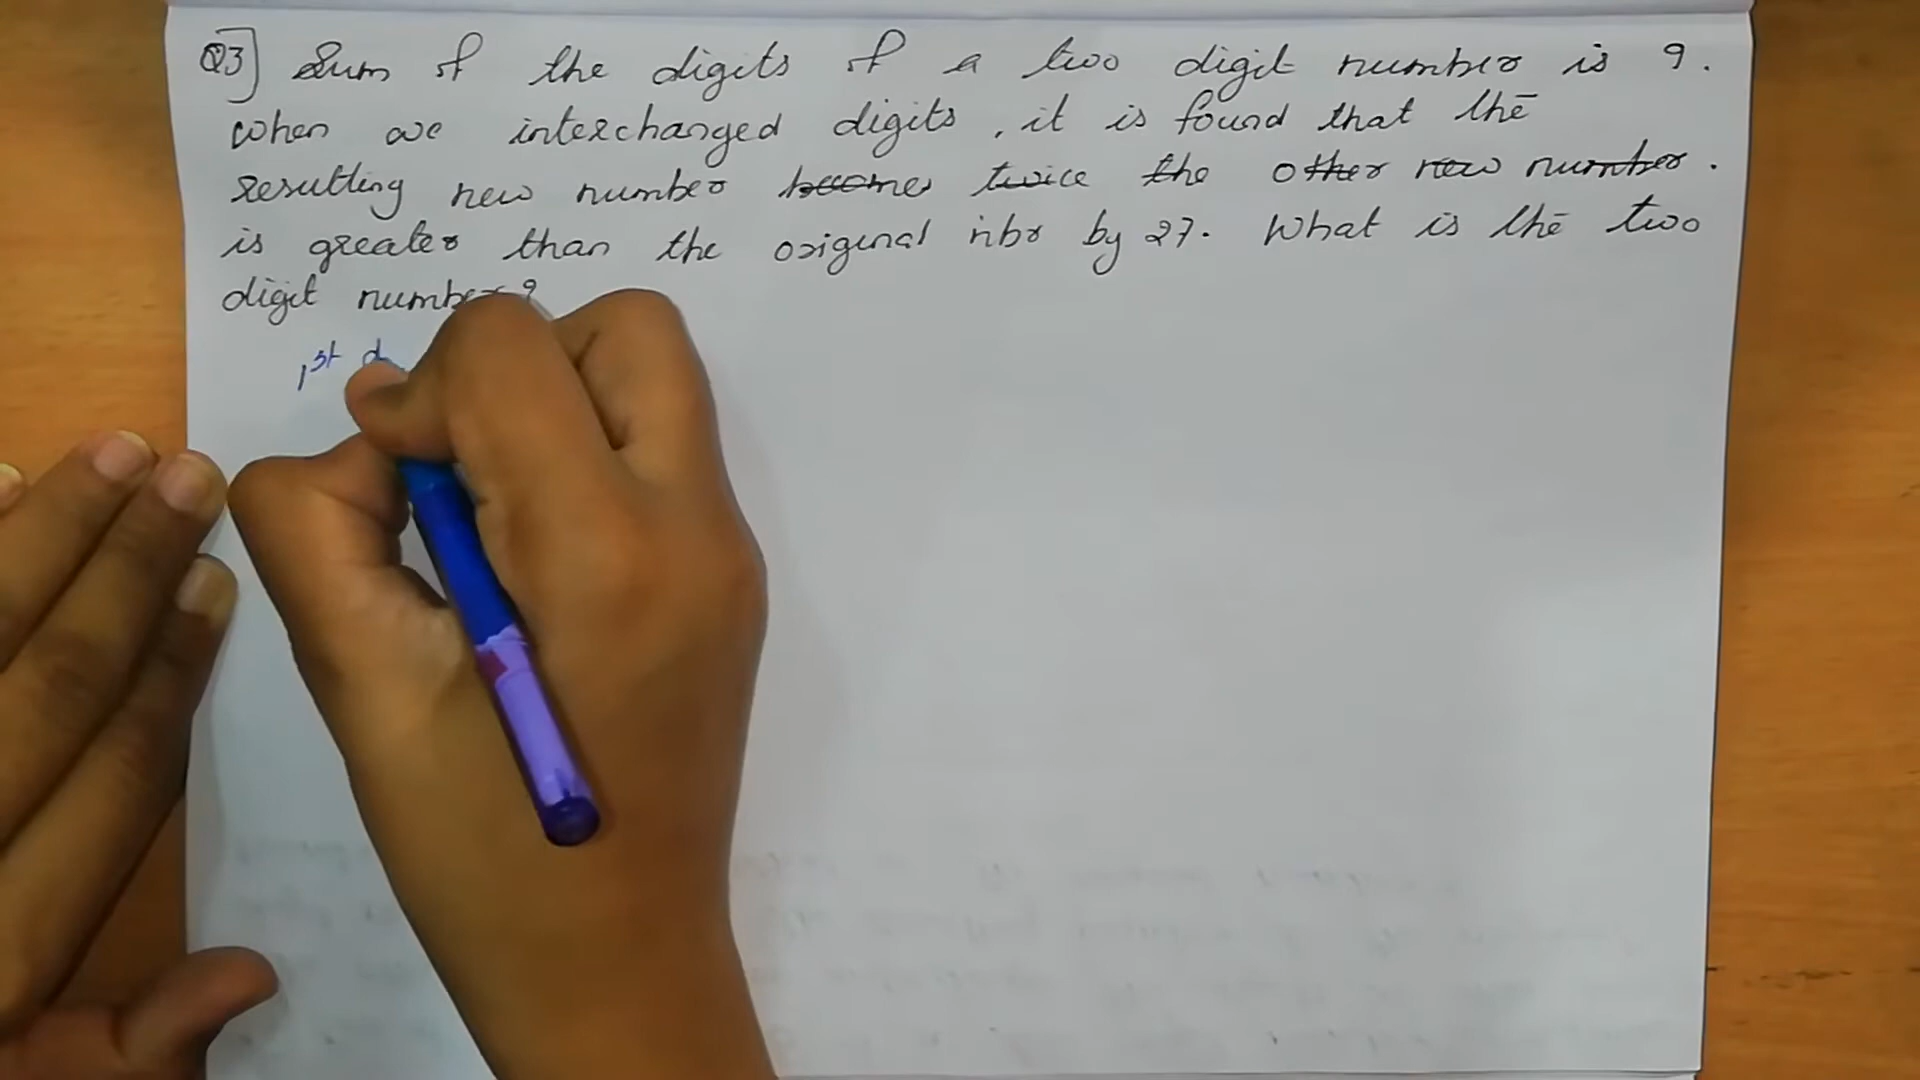 Q3] Sum of the digits of a two digit number is 9.
When we interchanged digits, it is found that the
resulting new number becomes twice the other new number.
is greater than the original nbr by 27. What is the two
digit number?
1st d